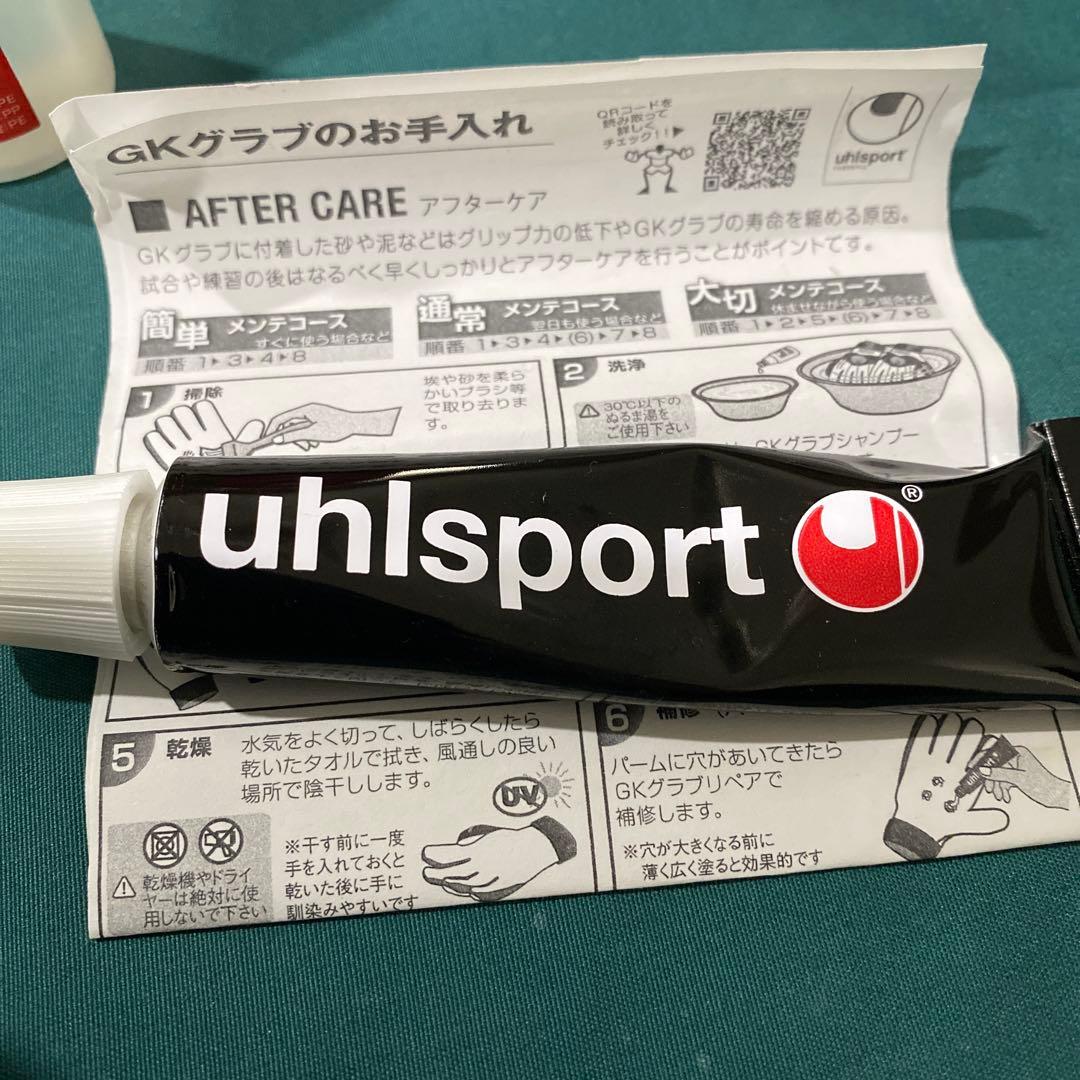 GKグラブのお手入れ
QRコードを
読み取って
詳しく
チェック!!▶
uhlsport
■ AFTER CARE アフターケア
GKグラブに付着した砂や泥などはグリップ力の低下やGKグラブの寿命を縮める原因。
試合や練習の後はなるべく早くしっかりとアフターケアを行うことがポイントです。
簡単 メンテコース
すぐに使う場合など
順番 1▶3▶4▶8
通常 メンテコース
翌日も使う場合など
順番 1▶3▶4▶(6)▶7▶8
大切 メンテコース
休ませながら使う場合など
順番 1▶2▶5▶(6)▶7▶8
1 掃除
埃や砂を柔ら
かいブラシ等
で取り去りま
す。
2 洗浄
⚠ 30℃以下の
ぬるま湯を
ご使用下さい
GKグラブシャンプー
uhlsport ®
5 乾燥
水気をよく切って、しばらくしたら
乾いたタオルで拭き、風通しの良い
場所で陰干しします。
UV
⚠ 乾燥機やドライ
ヤーは絶対に使
用しないで下さい
※干す前に一度
手を入れておくと
乾いた後に手に
馴染みやすいです
6 補修
パームに穴があいてきたら
GKグラブリペアで
補修します。
※穴が大きくなる前に
薄く広く塗ると効果的です